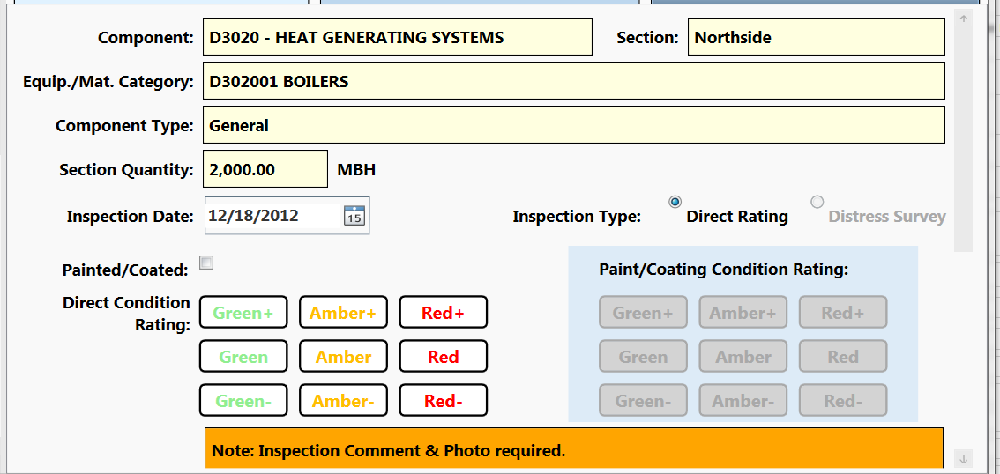 Component: D3020 - HEAT GENERATING SYSTEMS Section: Northside
Equip./Mat. Category: D302001 BOILERS
Component Type: General
Section Quantity: 2,000.00 MBH
Inspection Date: 12/18/2012 15 Inspection Type: Direct Rating Distress Survey
Painted/Coated: Paint/Coating Condition Rating:
Direct Condition
Rating:
Green+ Amber+ Red+ Green+ Amber+ Red+
Green Amber Red Green Amber Red
Green- Amber- Red- Green- Amber- Red-
Note: Inspection Comment & Photo required.